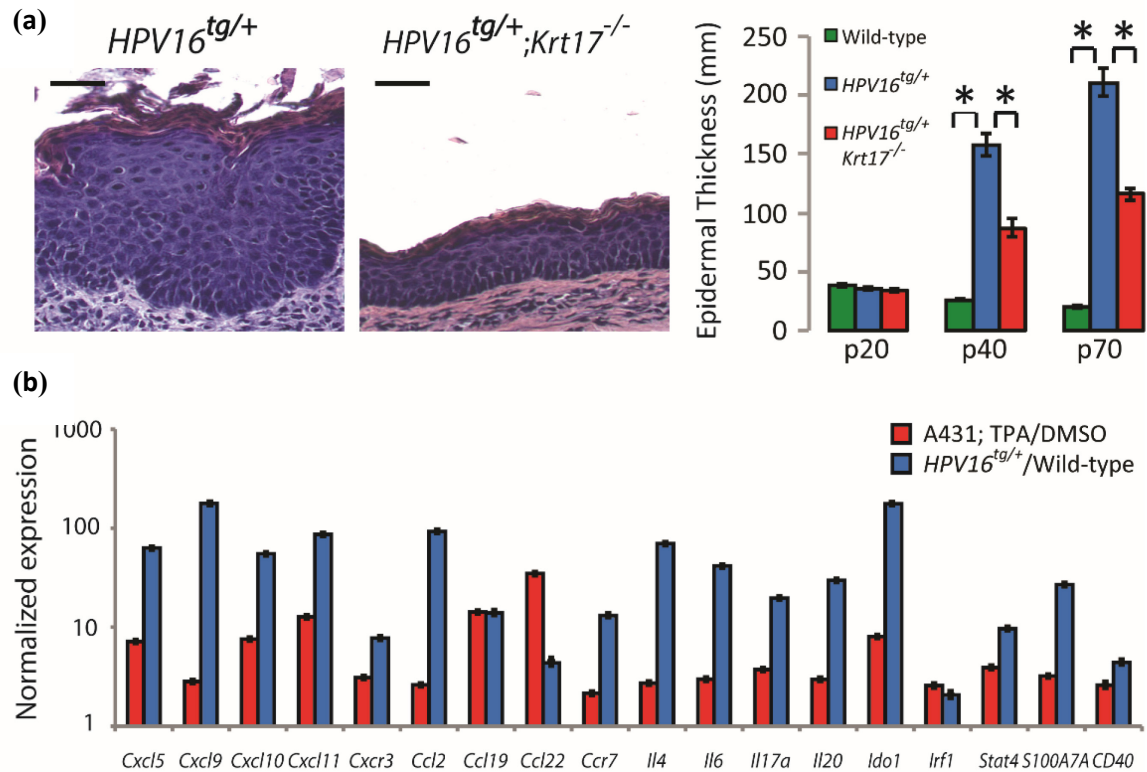 (a)
HPV16tg/+
HPV16tg/+;Krt17-/-
Epidermal Thickness (mm)
250
200
150
100
50
0
Wild-type
HPV16tg/+
HPV16tg/+
Krt17-/-
* *
* *
p20 p40 p70
(b)
Normalized expression
1000
100
10
1
A431; TPA/DMSO
HPV16tg/+/Wild-type
Cxcl5 Cxcl9 Cxcl10 Cxcl11 Cxcr3 Ccl2 Ccl19 Ccl22 Ccr7 Il4 Il6 Il17a Il20 Ido1 Irf1 Stat4 S100A7A CD40